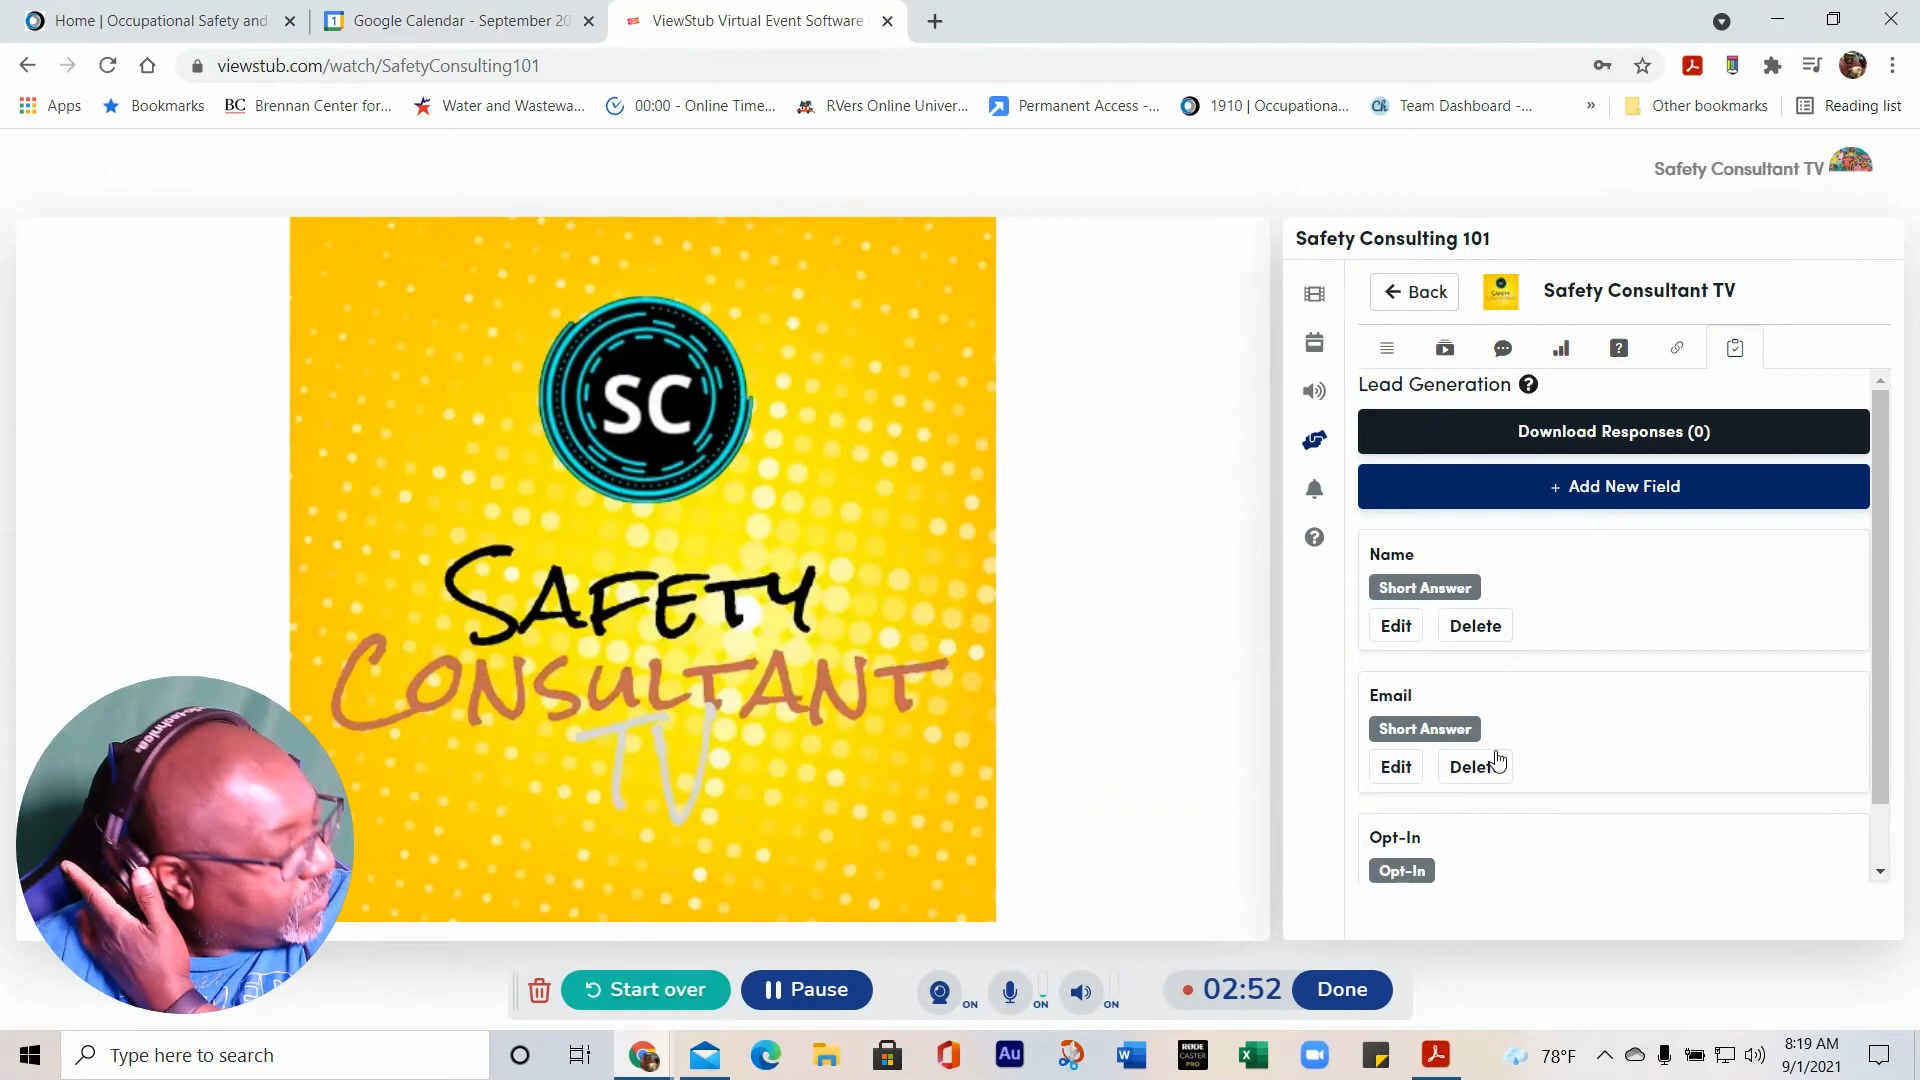 Home | Occupational Safety and
Google Calendar - September 20
ViewStub Virtual Event Software
viewstub.com/watch/SafetyConsulting101
Apps
Bookmarks
BC Brennan Center for...
Water and Wastewa...
00:00 - Online Time...
RVers Online Univer...
Permanent Access -...
1910 | Occupationa...
Ch Team Dashboard -...
»
Other bookmarks
Reading list
Safety Consultant TV
SC
Safety
Consultant
TV
Safety Consulting 101
Back
Safety Consultant TV
Lead Generation
Download Responses (0)
+ Add New Field
Name
Short Answer
Edit Delete
Email
Short Answer
Edit Delete
Opt-In
Opt-In
Start over
Pause
ON
ON
ON
02:52
Done
Type here to search
Au
RØDE
CASTER
PRO
78°F
8:19 AM
9/1/2021